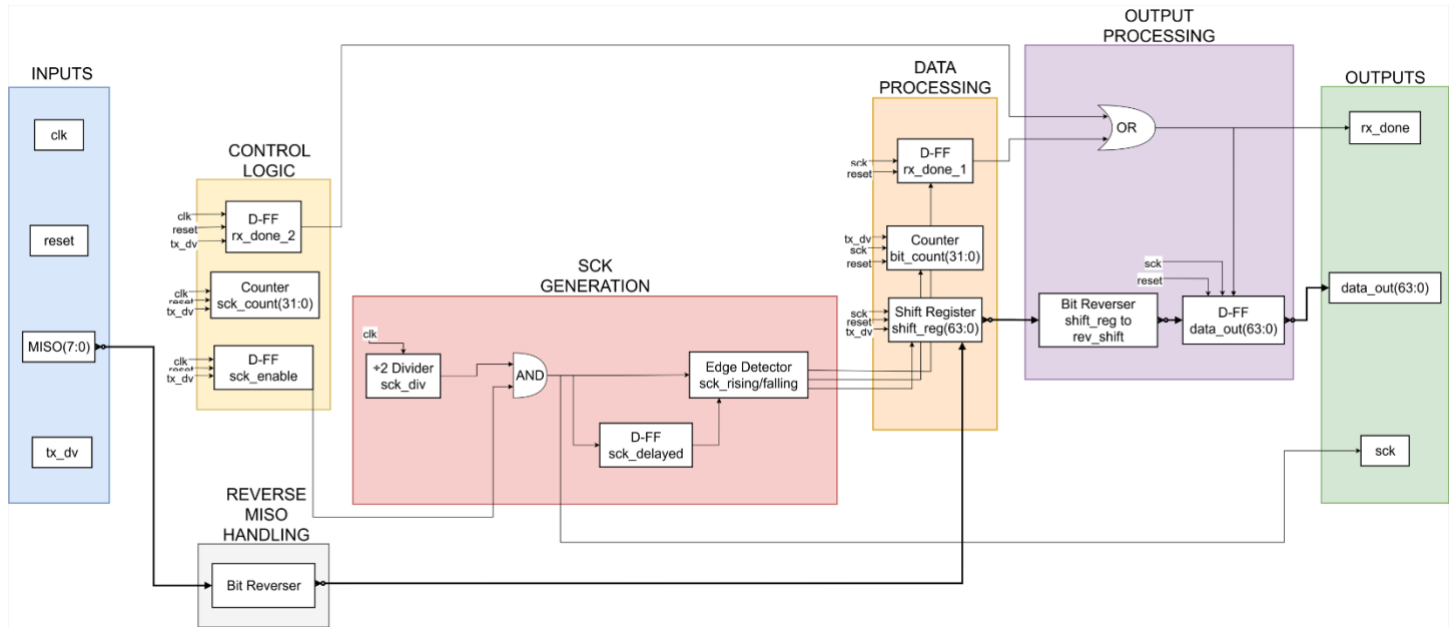 INPUTS
clk
reset
MISO(7:0)
tx_dv
CONTROL
LOGIC
clk
reset
tx_dv
D-FF
rx_done_2
clk
reset
tx_dv
Counter
sck_count(31:0)
clk
reset
tx_dv
D-FF
sck_enable
REVERSE
MISO
HANDLING
Bit Reverser
SCK
GENERATION
clk
÷2 Divider
sck_div
AND
D-FF
sck_delayed
Edge Detector
sck_rising/falling
DATA
PROCESSING
sck
reset
D-FF
rx_done_1
tx_dv
sck
reset
Counter
bit_count(31:0)
sck
reset
tx_dv
Shift Register
shift_reg(63:0)
OUTPUT
PROCESSING
OR
sck
reset
Bit Reverser
shift_reg to
rev_shift
D-FF
data_out(63:0)
OUTPUTS
rx_done
data_out(63:0)
sck